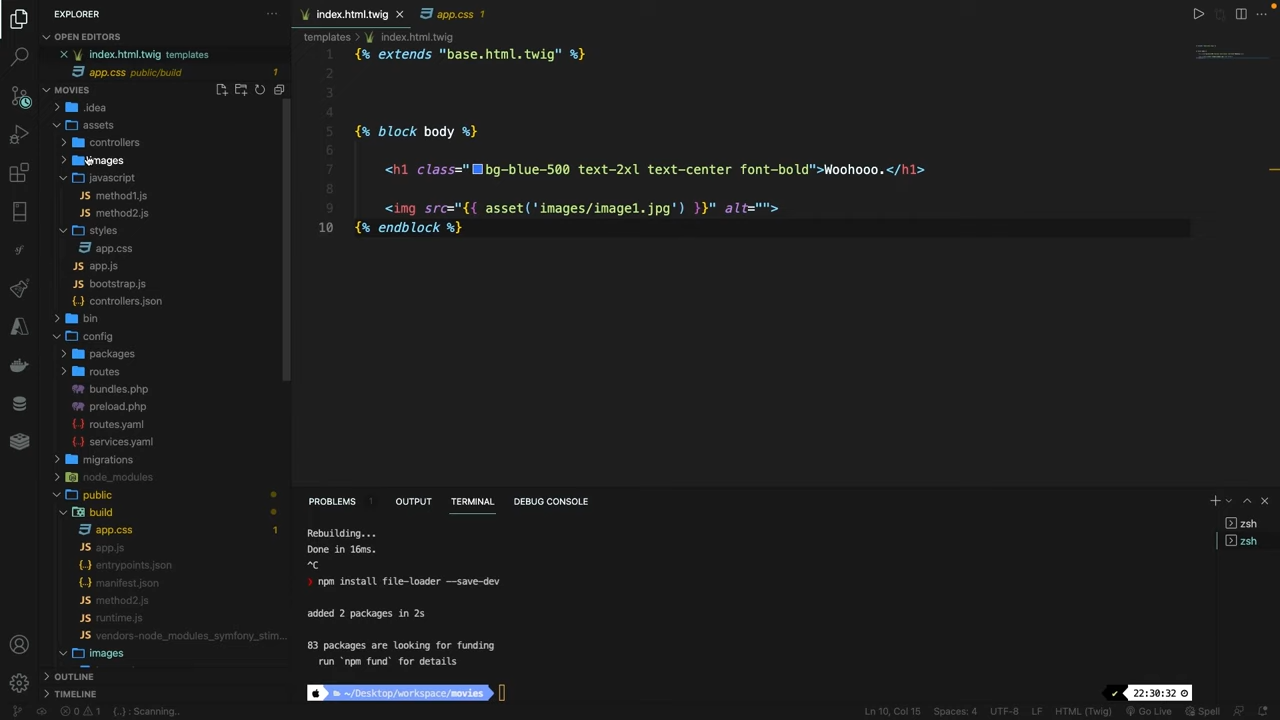 EXPLORER
OPEN EDITORS
index.html.twig templates
app.css public/build 1
MOVIES
.idea
assets
controllers
images
javascript
method1.js
method2.js
styles
app.css
app.js
bootstrap.js
controllers.json
bin
config
packages
routes
bundles.php
preload.php
routes.yaml
services.yaml
migrations
node_modules
public
build
app.css 1
app.js
entrypoints.json
manifest.json
method2.js
runtime.js
vendors-node_modules_symfony_stim...
images
OUTLINE
TIMELINE
index.html.twig
app.css 1
templates > index.html.twig
1 {% extends "base.html.twig" %}
2
3
4
5 {% block body %}
6
7 <h1 class="bg-blue-500 text-2xl text-center font-bold">Woohooo.</h1>
8
9 <img src="{{ asset('images/image1.jpg') }}" alt="">
10 {% endblock %}
PROBLEMS 1 OUTPUT TERMINAL DEBUG CONSOLE
Rebuilding...
Done in 16ms.
^C
❯ npm install file-loader --save-dev
added 2 packages in 2s
83 packages are looking for funding
run `npm fund` for details
~/Desktop/workspace/movies
✔ 22:30:32
zsh
zsh
0 1 {..} : Scanning.. Ln 10, Col 15 Spaces: 4 UTF-8 LF HTML (Twig) Go Live Spell